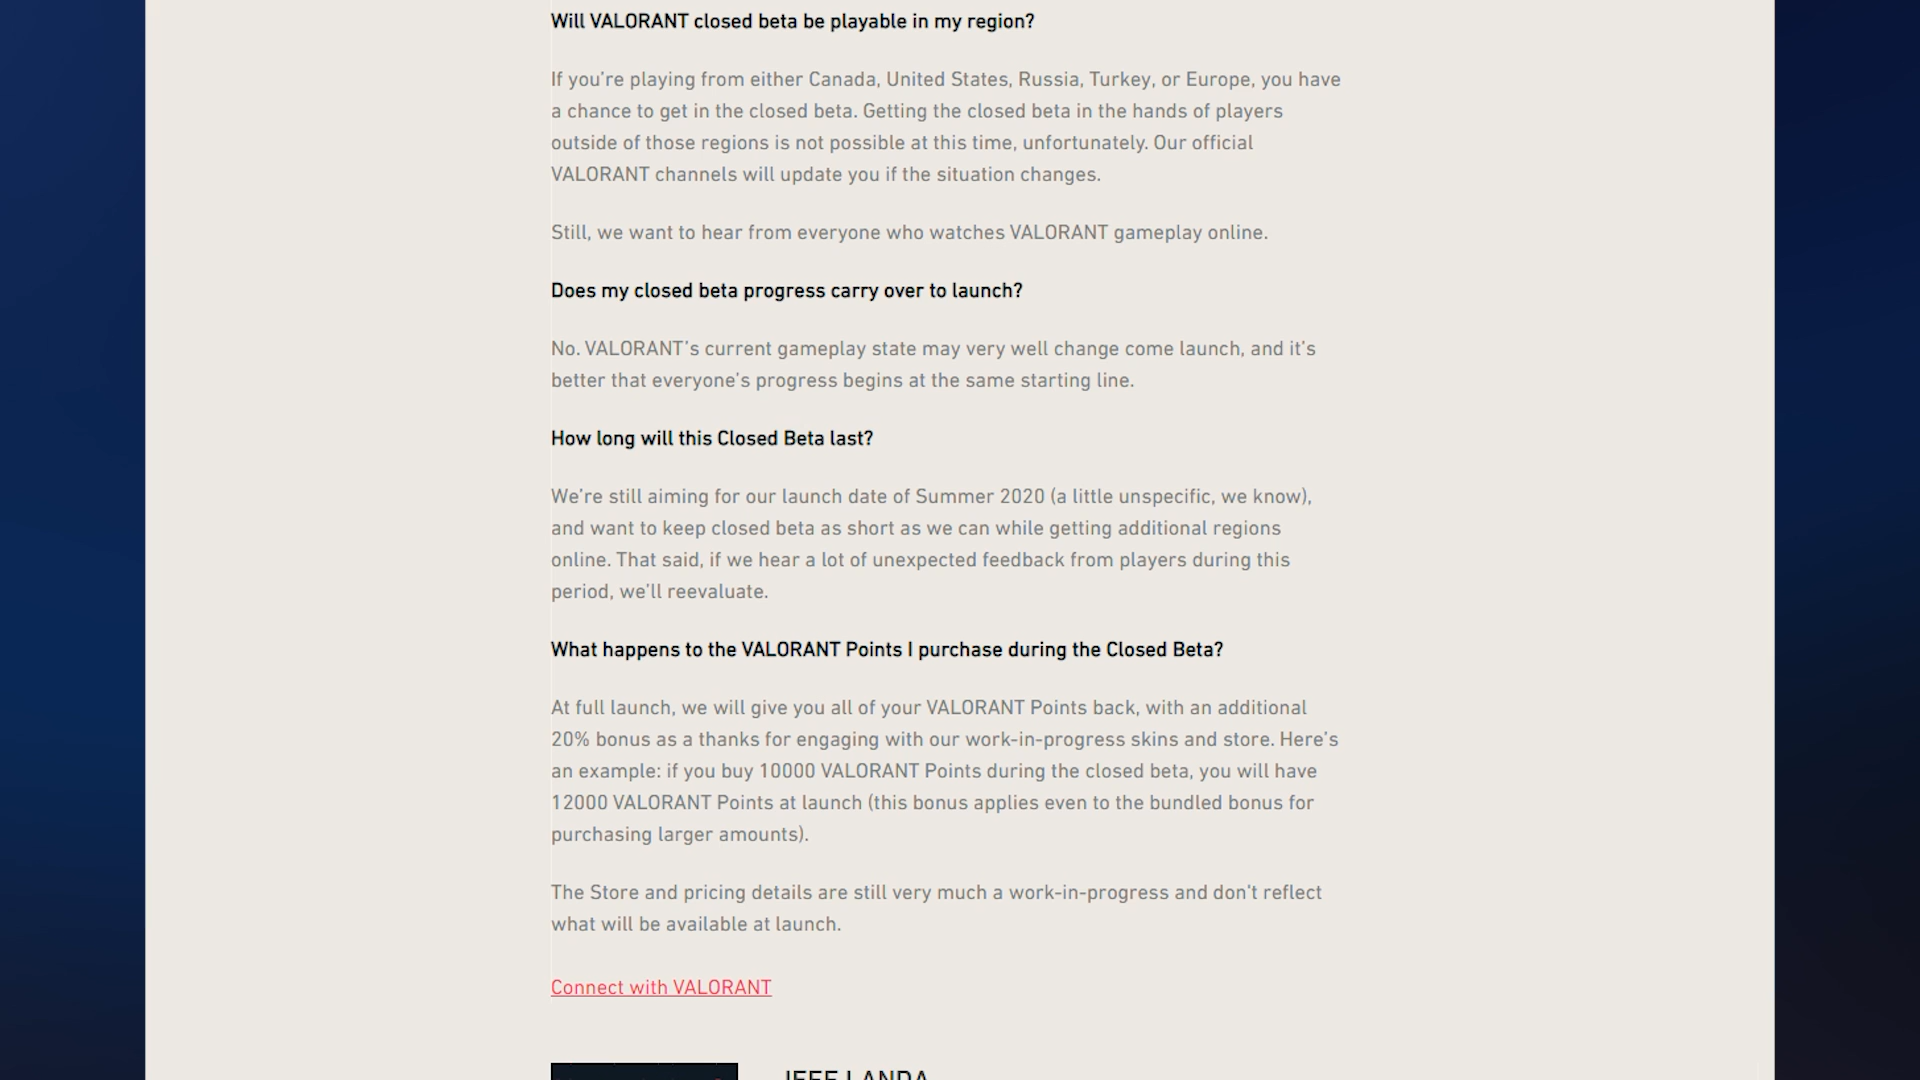 Will VALORANT closed beta be playable in my region?
If you’re playing from either Canada, United States, Russia, Turkey, or Europe, you have
a chance to get in the closed beta. Getting the closed beta in the hands of players
outside of those regions is not possible at this time, unfortunately. Our official
VALORANT channels will update you if the situation changes.
Still, we want to hear from everyone who watches VALORANT gameplay online.
Does my closed beta progress carry over to launch?
No. VALORANT’s current gameplay state may very well change come launch, and it’s
better that everyone’s progress begins at the same starting line.
How long will this Closed Beta last?
We’re still aiming for our launch date of Summer 2020 (a little unspecific, we know),
and want to keep closed beta as short as we can while getting additional regions
online. That said, if we hear a lot of unexpected feedback from players during this
period, we’ll reevaluate.
What happens to the VALORANT Points I purchase during the Closed Beta?
At full launch, we will give you all of your VALORANT Points back, with an additional
20% bonus as a thanks for engaging with our work-in-progress skins and store. Here’s
an example: if you buy 10000 VALORANT Points during the closed beta, you will have
12000 VALORANT Points at launch (this bonus applies even to the bundled bonus for
purchasing larger amounts).
The Store and pricing details are still very much a work-in-progress and don’t reflect
what will be available at launch.
Connect with VALORANT
JEFF LANDA